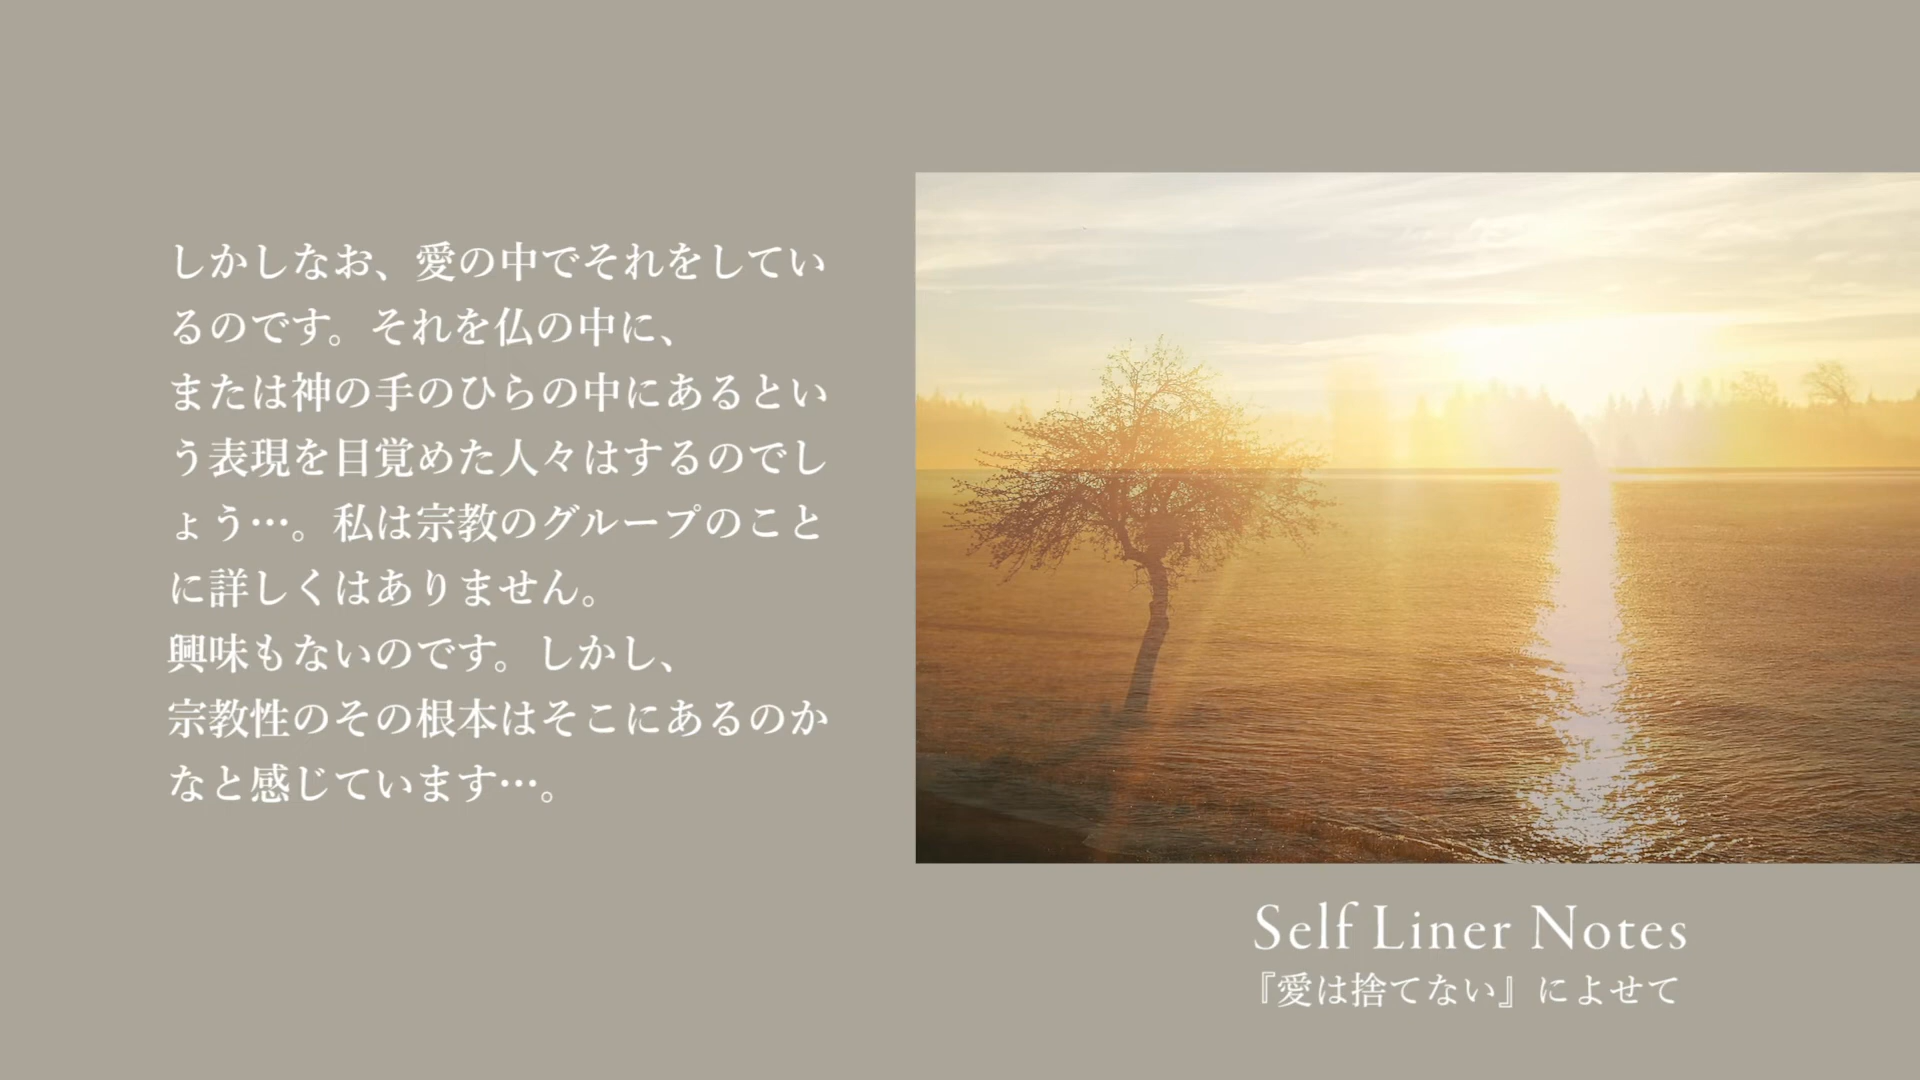 しかしなお、愛の中でそれをしてい
るのです。それを仏の中に、
または神の手のひらの中にあるとい
う表現を目覚めた人々はするのでし
ょう…。私は宗教のグループのこと
に詳しくはありません。
興味もないのです。しかし、
宗教性のその根本はそこにあるのか
なと感じています…。
Self Liner Notes
『愛は捨てない』によせて